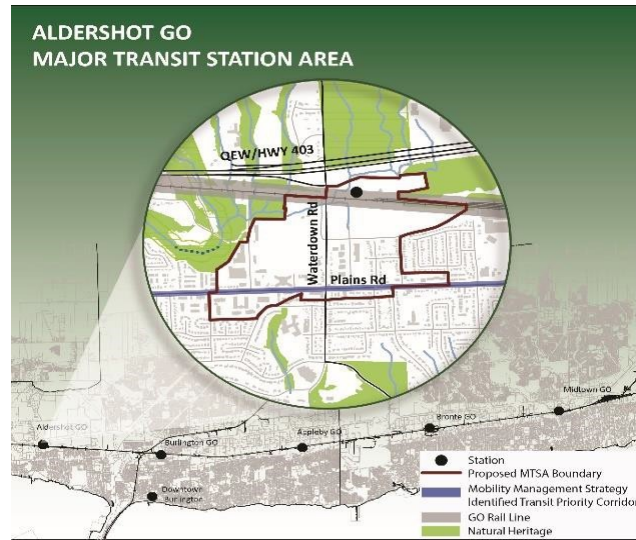 ALDERSHOT GO
MAJOR TRANSIT STATION AREA
QEW/HWY 403
Waterdown Rd
Plains Rd
Aldershot GO
Burlington GO
Downtown
Burlington
Appleby GO
Bronte GO
Midtown GO
Station
Proposed MTSA Boundary
Mobility Management Strategy
Identified Transit Priority Corridor
GO Rail Line
Natural Heritage